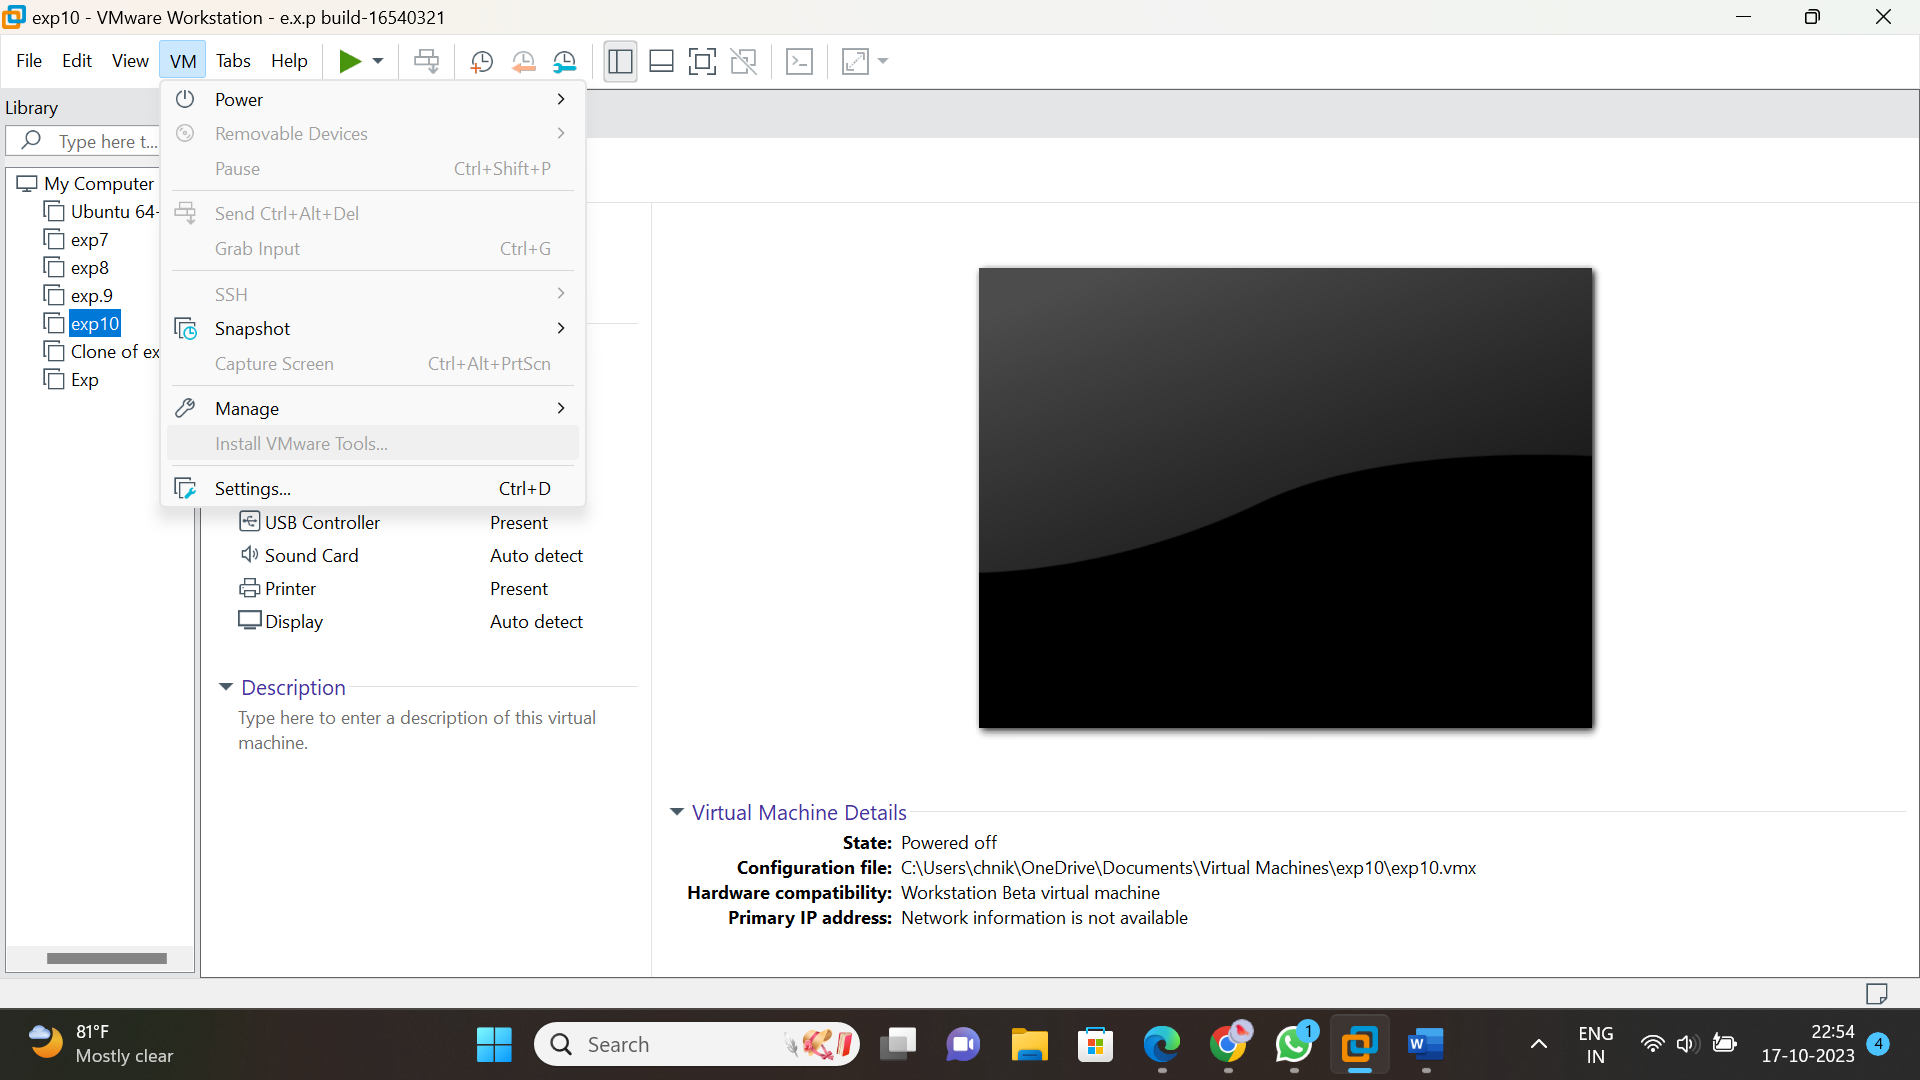 exp10 - VMware Workstation - e.x.p build-16540321
File Edit View VM Tabs Help
Library
Type here t...
My Computer
Ubuntu 64-
exp7
exp8
exp.9
exp10
Clone of ex
Exp
Power
Removable Devices
Pause Ctrl+Shift+P
Send Ctrl+Alt+Del
Grab Input Ctrl+G
SSH
Snapshot
Capture Screen Ctrl+Alt+PrtScn
Manage
Install VMware Tools...
Settings... Ctrl+D
USB Controller Present
Sound Card Auto detect
Printer Present
Display Auto detect
Description
Type here to enter a description of this virtual
machine.
Virtual Machine Details
State: Powered off
Configuration file: C:\Users\chnik\OneDrive\Documents\Virtual Machines\exp10\exp10.vmx
Hardware compatibility: Workstation Beta virtual machine
Primary IP address: Network information is not available
81°F
Mostly clear
Search
1
W
ENG
IN
22:54
17-10-2023
4